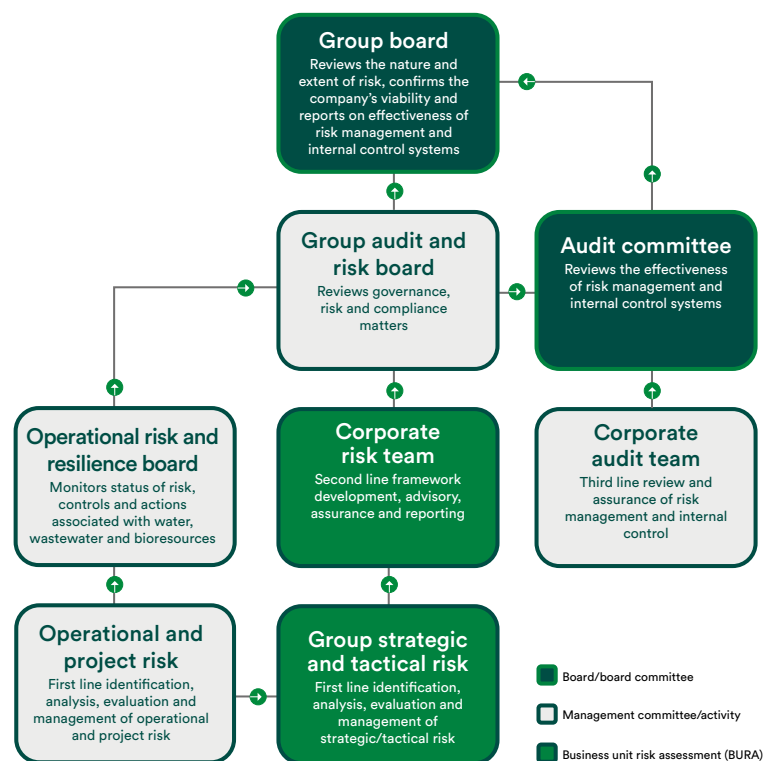 Group board
Reviews the nature and
extent of risk, confirms the
company's viability and
reports on effectiveness of
risk management and
internal control systems
Group audit and
risk board
Reviews governance,
risk and compliance
matters
Audit committee
Reviews the effectiveness
of risk management and
internal control systems
Operational risk and
resilience board
Monitors status of risk,
controls and actions
associated with water,
wastewater and bioresources
Corporate
risk team
Second line framework
development, advisory,
assurance and reporting
Corporate
audit team
Third line review and
assurance of risk
management and internal
control
Operational and
project risk
First line identification,
analysis, evaluation and
management of operational
and project risk
Group strategic
and tactical risk
First line identification,
analysis, evaluation and
management of
strategic/tactical risk
Board/board committee
Management committee/activity
Business unit risk assessment (BURA)